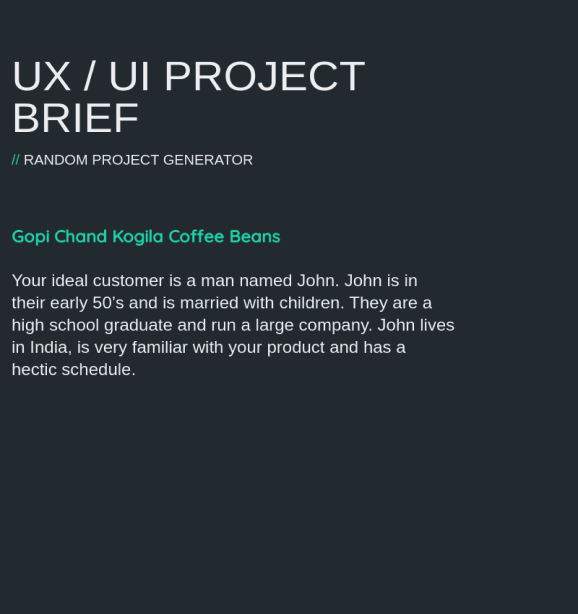 UX / UI PROJECT
BRIEF
// RANDOM PROJECT GENERATOR
Gopi Chand Kogila Coffee Beans
Your ideal customer is a man named John. John is in
their early 50’s and is married with children. They are a
high school graduate and run a large company. John lives
in India, is very familiar with your product and has a
hectic schedule.